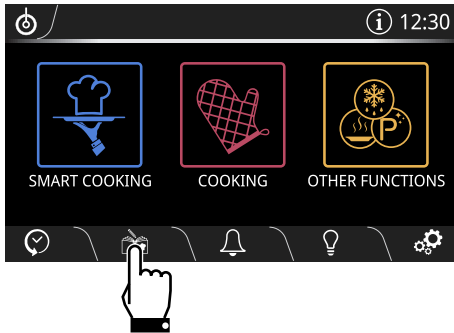 12:30
SMART COOKING
COOKING
OTHER FUNCTIONS
P